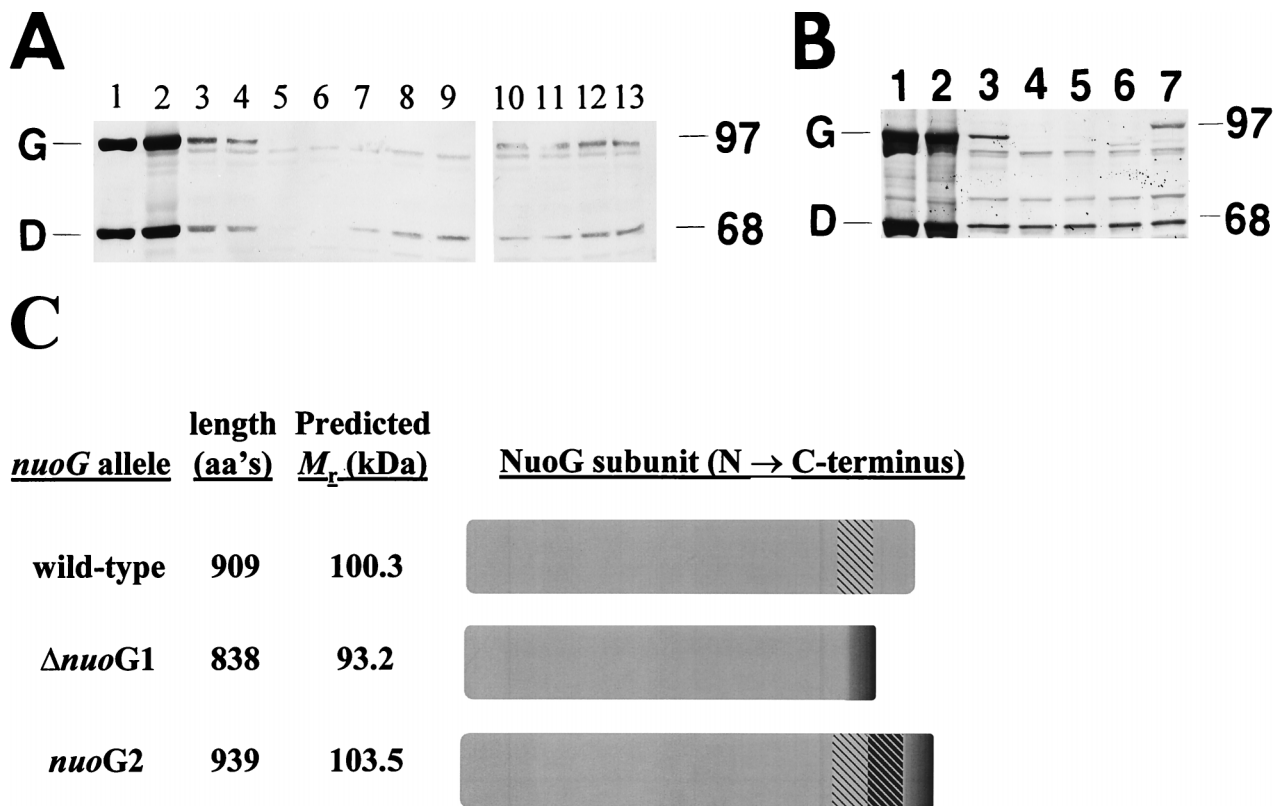 A
1 2 3 4 5 6 7 8 9 10 11 12 13
G
97
D
68
B
1 2 3 4 5 6 7
G
97
D
68
C
nuoG allele length (aa's) Predicted Mr (kDa) NuoG subunit (N → C-terminus)
wild-type 909 100.3
ΔnuoG1 838 93.2
nuoG2 939 103.5